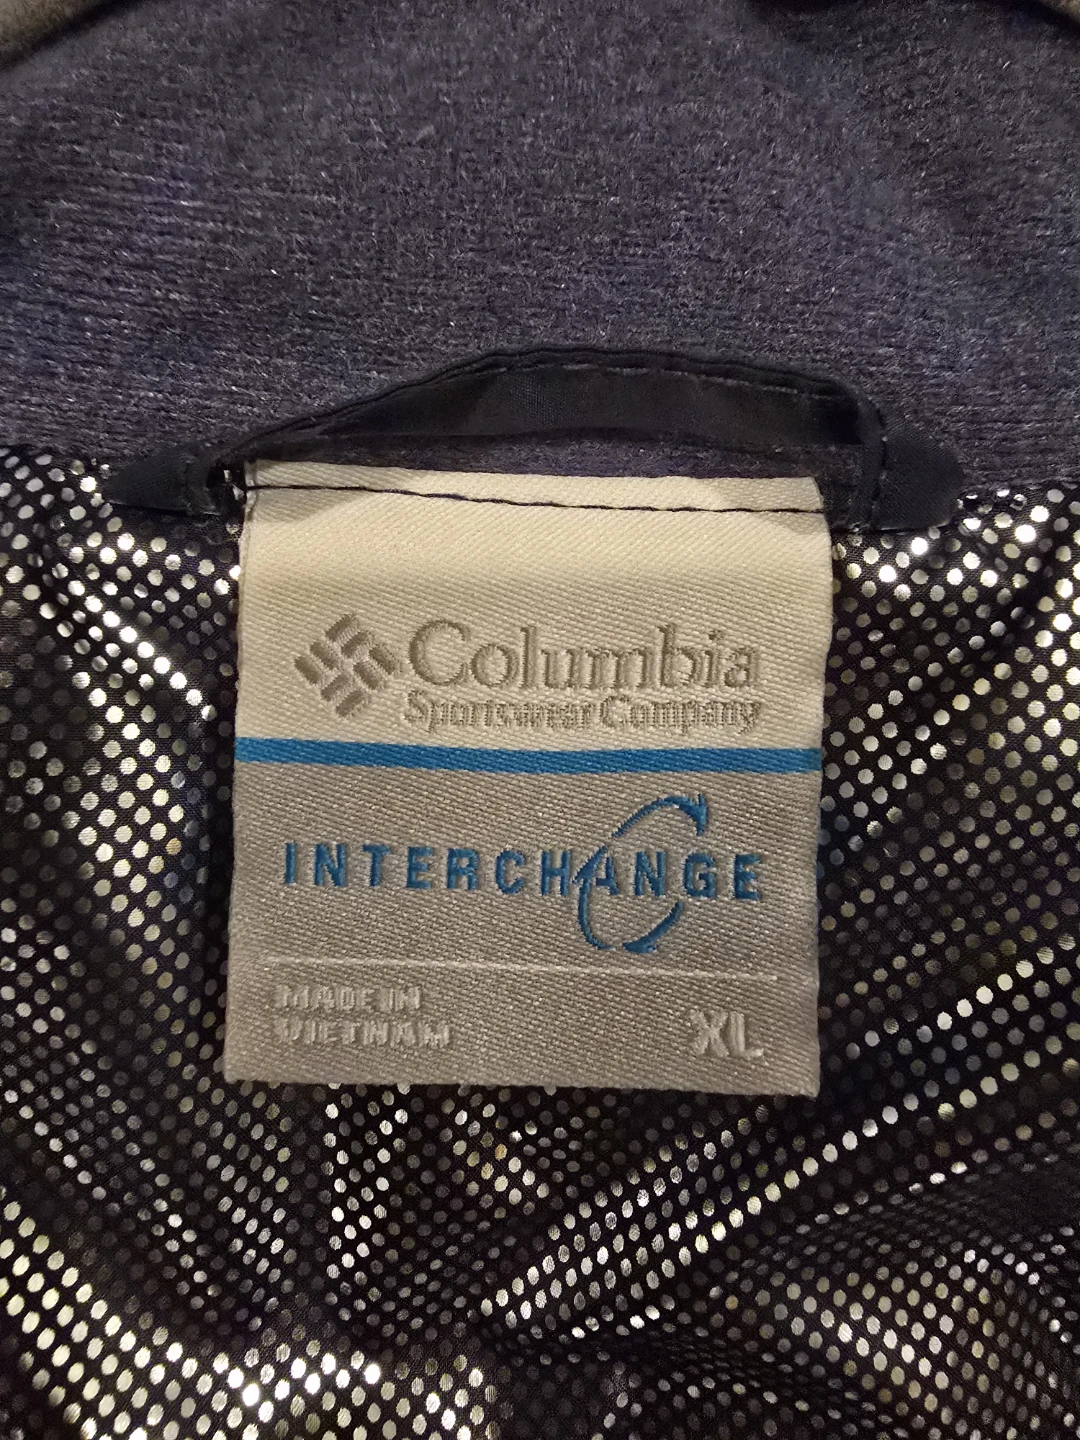 Columbia
Sportswear Company
INTERCHANGE
MADE IN
VIETNAM
XL